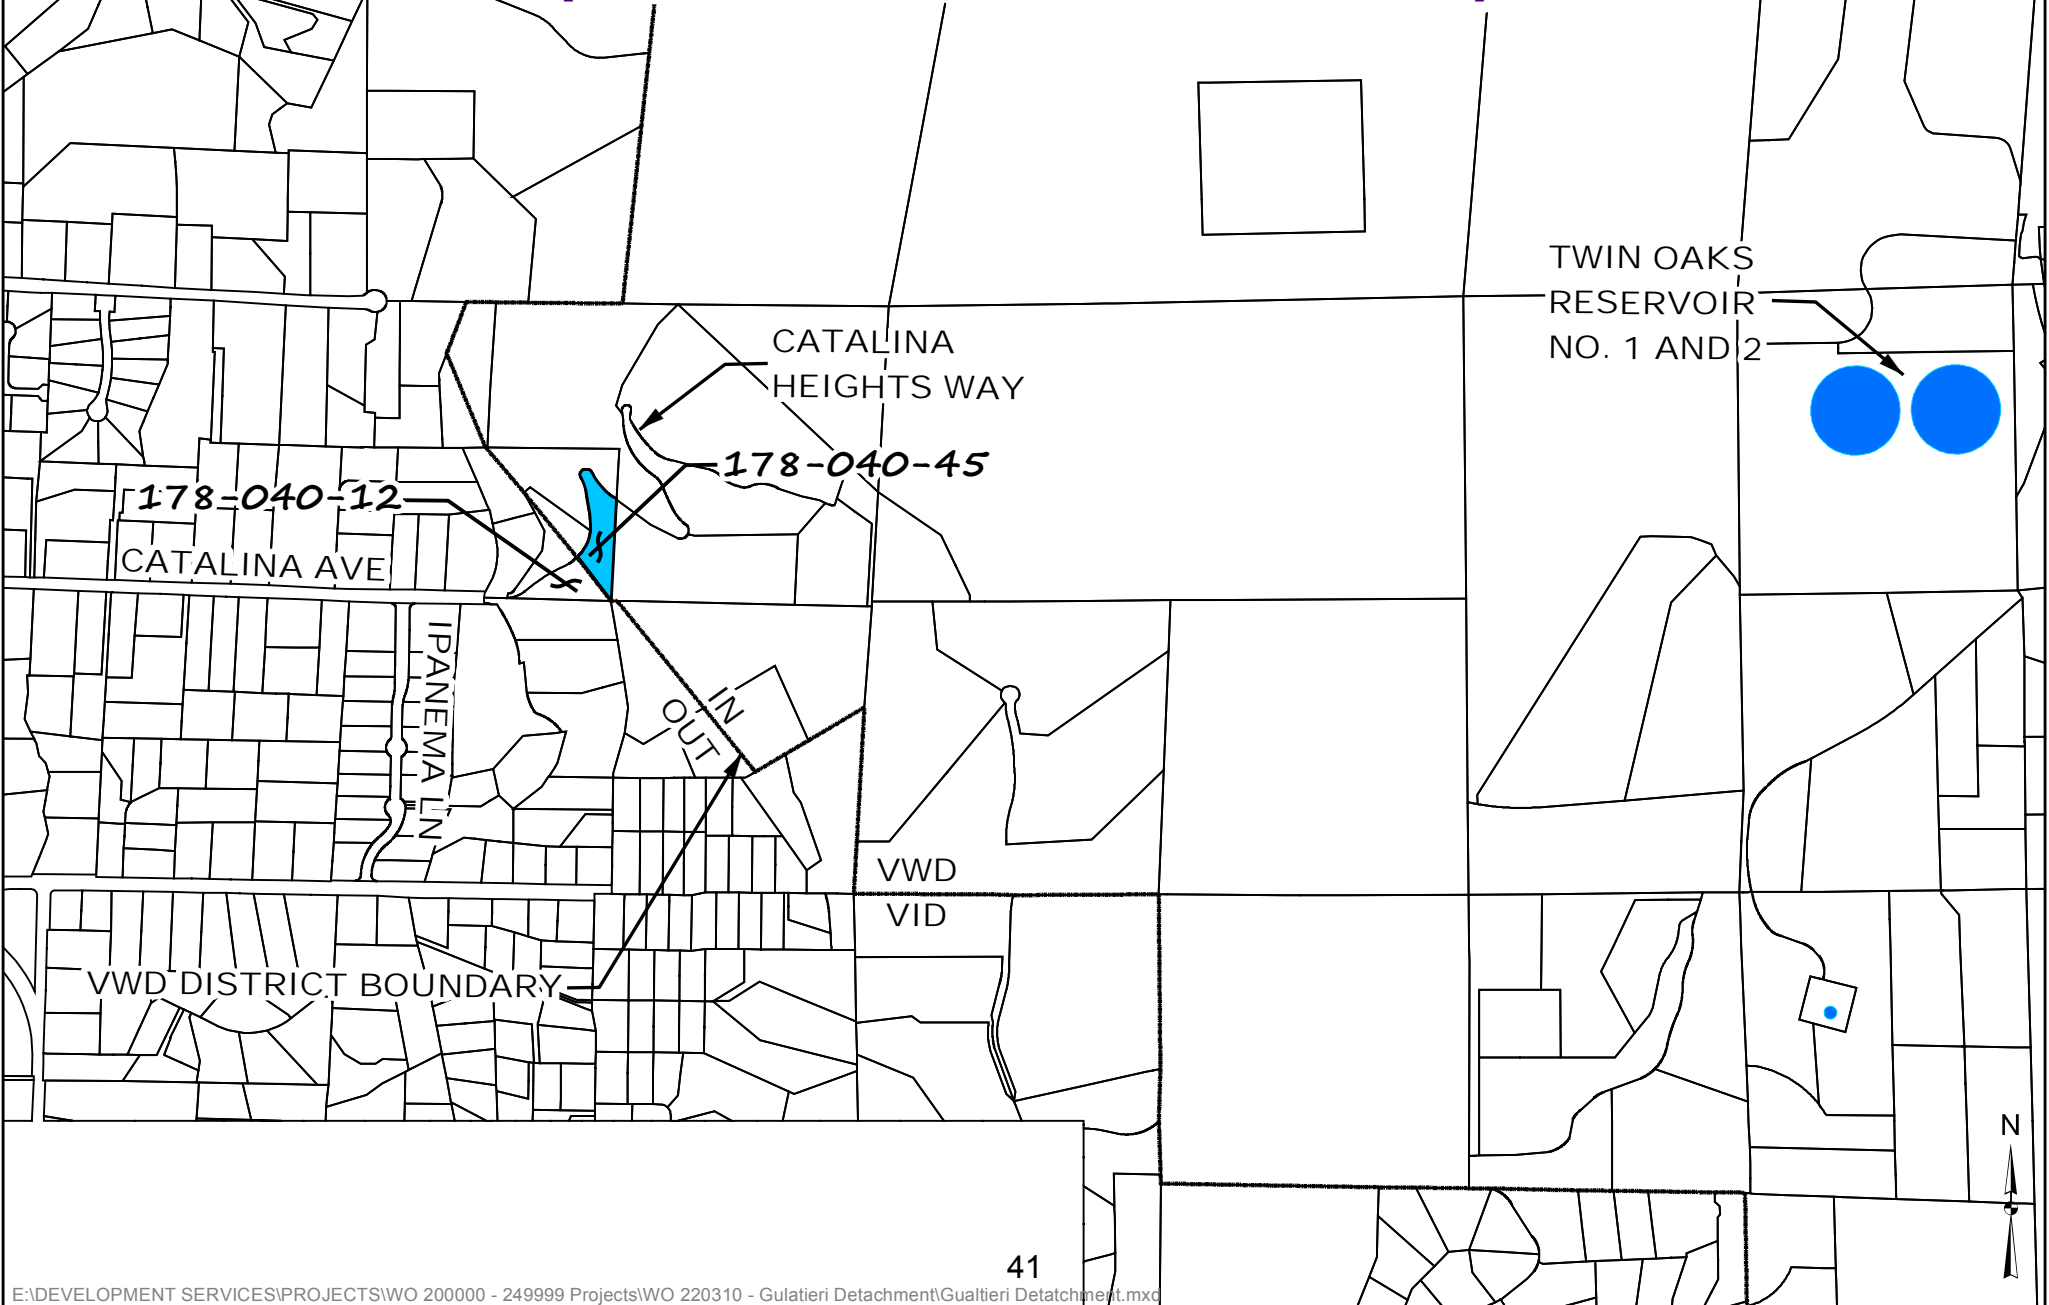 TWIN OAKS
RESERVOIR
NO. 1 AND 2
CATALINA
HEIGHTS WAY
178-040-45
178-040-12
CATALINA AVE
IPANEMA LN
IN
OUT
VWD
VID
VWD DISTRICT BOUNDARY
N
41
E:\DEVELOPMENT SERVICES\PROJECTS\WO 200000 - 249999 Projects\WO 220310 - Gulatieri Detachment\Gualtieri Detatchment.mxd